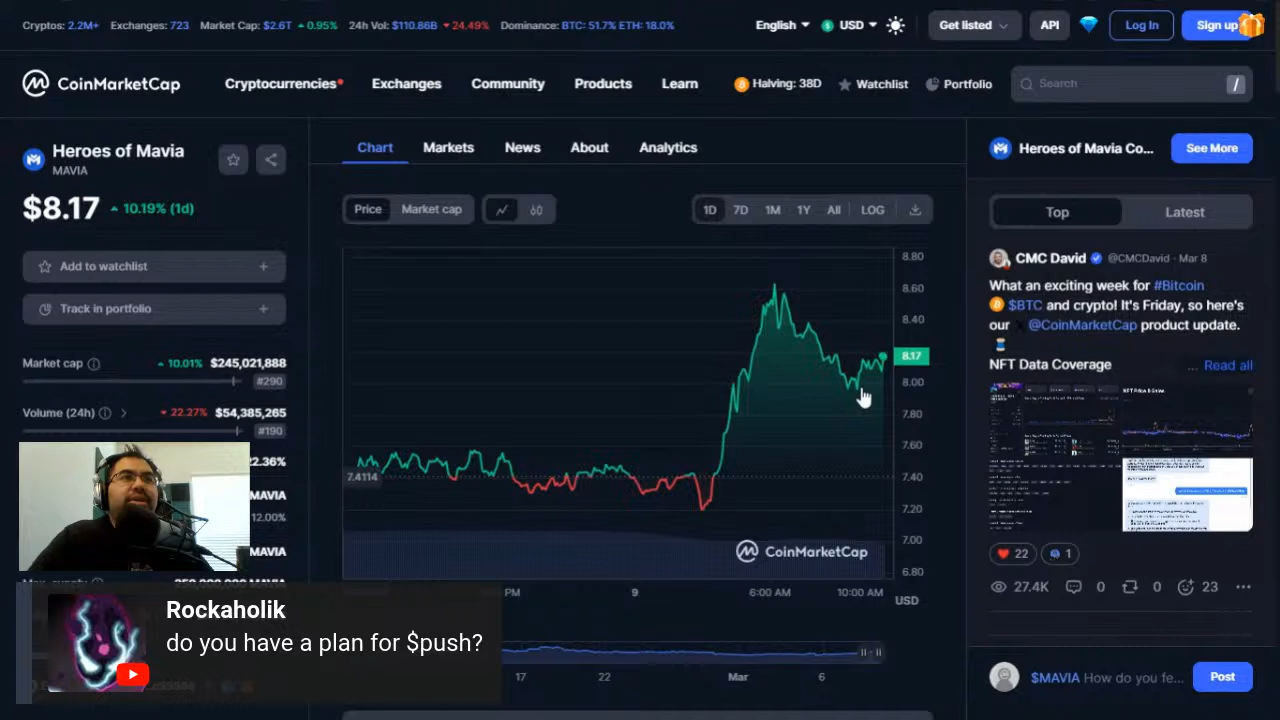 Cryptos: 2.2M+ Exchanges: 723 Market Cap: $2.6T 0.95% 24h Vol: $110.86B 24.49% Dominance: BTC: 51.7% ETH: 18.0% English USD Get listed API Log In Sign up
CoinMarketCap Cryptocurrencies Exchanges Community Products Learn Halving: 38D Watchlist Portfolio Search /
Heroes of Mavia
MAVIA
$8.17 10.19% (1d)
Add to watchlist +
Track in portfolio +
Market cap 10.01% $245,021,888
#290
Volume (24h) 22.27% $54,385,265
#190
2.36%
MAVIA
12.00%
MAVIA
Chart Markets News About Analytics
Price Market cap 1D 7D 1M 1Y All LOG
8.80
8.60
8.40
8.17
8.00
7.80
7.60
7.40
7.20
7.00
6.80
7.4114
CoinMarketCap
PM 9 6:00 AM 10:00 AM USD
17 22 Mar 6
Heroes of Mavia Co... See More
Top Latest
CMC David @CMCDavid · Mar 8
What an exciting week for #Bitcoin
$BTC and crypto! It's Friday, so here's
our @CoinMarketCap product update.
NFT Data Coverage ... Read all
22 1
27.4K 0 0 23
$MAVIA How do you fe... Post
Rockaholik
do you have a plan for $push?